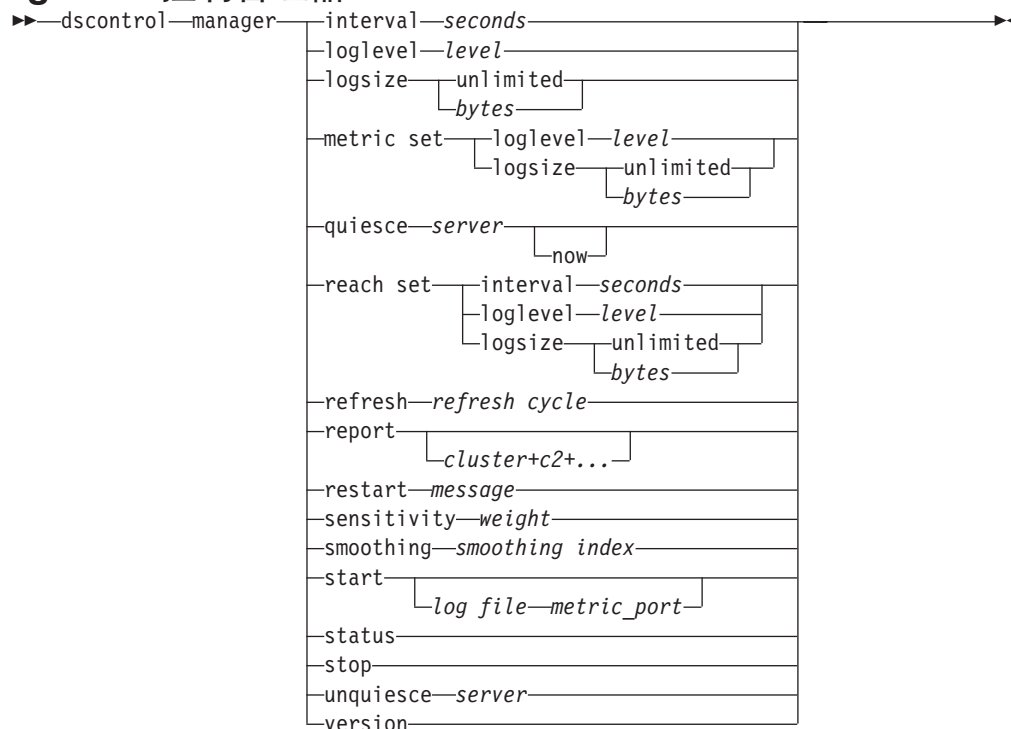 dscontrol manager interval seconds
loglevel level
logsize unlimited
bytes
metric set loglevel level
logsize unlimited
bytes
quiesce server
now
reach set interval seconds
loglevel level
logsize unlimited
bytes
refresh refresh cycle
report
cluster+c2+...
restart message
sensitivity weight
smoothing smoothing index
start
log file metric_port
status
stop
unquiesce server
version